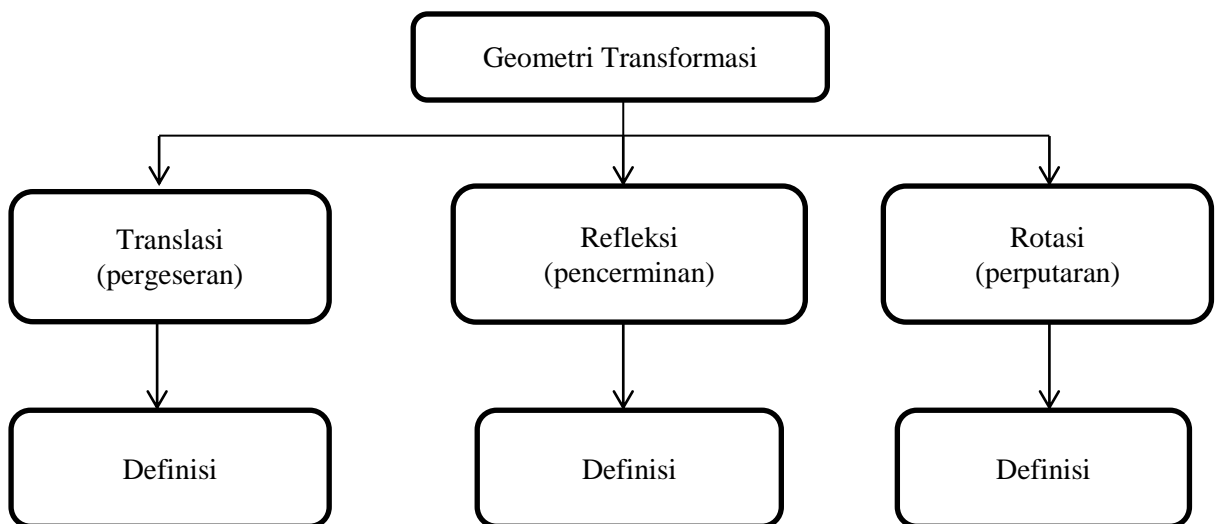 Geometri Transformasi
Translasi
(pergeseran)
Refleksi
(pencerminan)
Rotasi
(perputaran)
Definisi
Definisi
Definisi